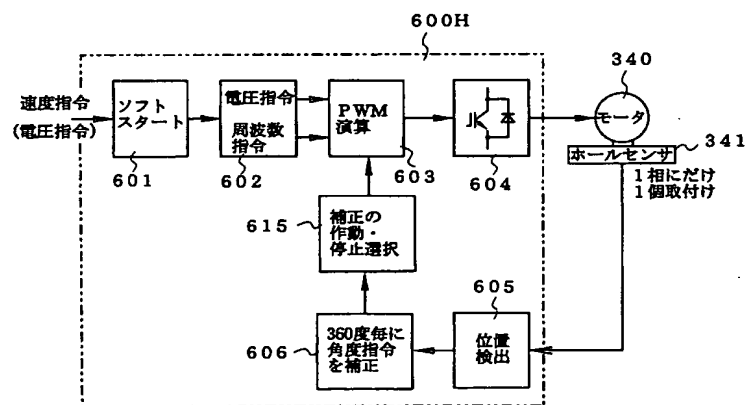 600H
340
速度指令
(電圧指令)
ソフト
スタート
電圧指令
周波数
指令
PWM
演算
モータ
ホールセンサ
341
1相にだけ
1個取付け
601
602
603
604
615
補正の
作動・
停止選択
605
606
360度毎に
角度指令
を補正
位置
検出